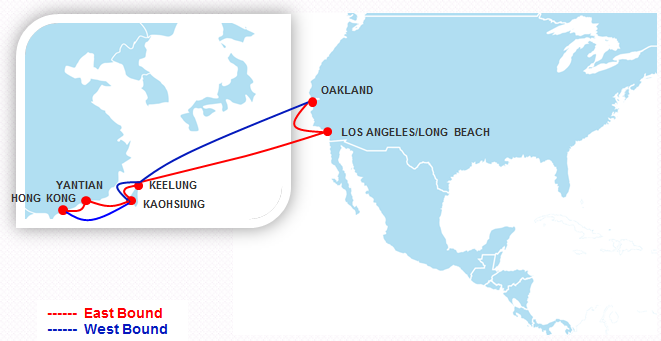 OAKLAND
LOS ANGELES/LONG BEACH
YANTIAN
KEELUNG
HONG KONG
KAOHSIUNG
------ East Bound
------ West Bound